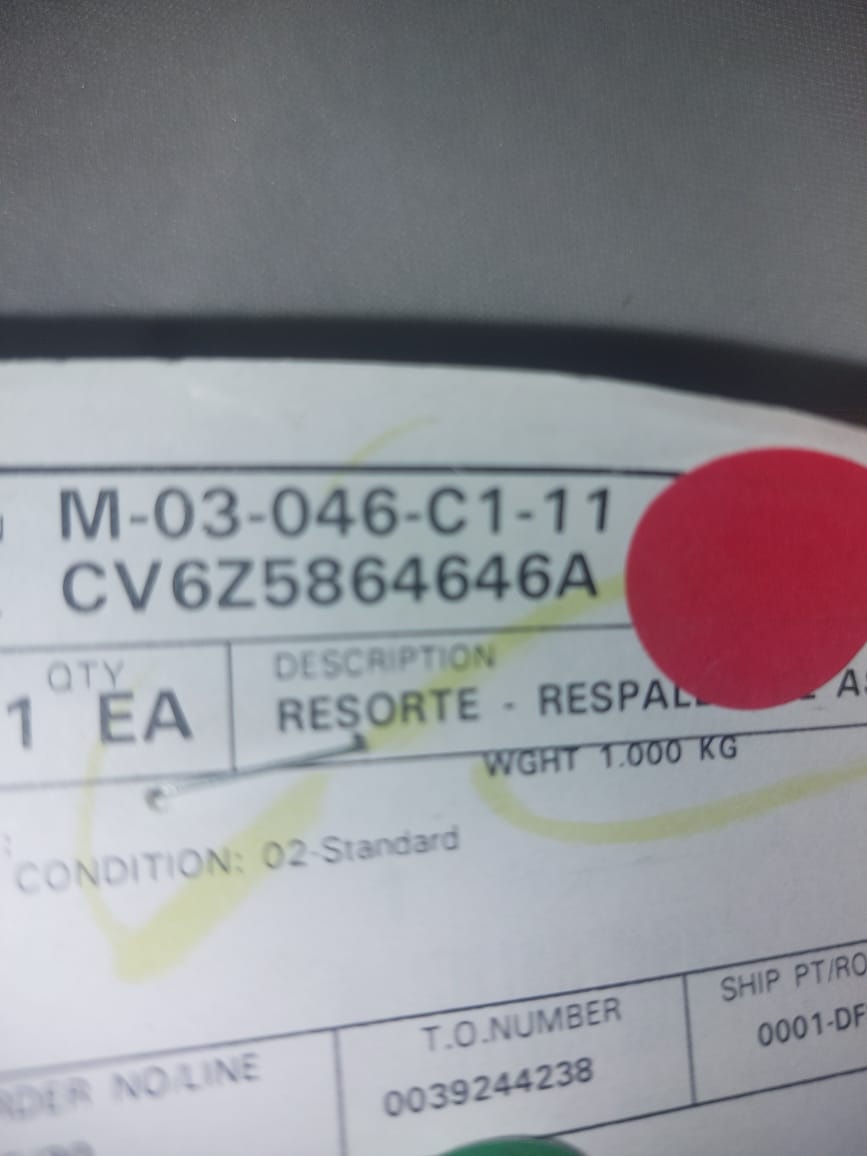 M-03-046-C1-11
CV6Z5864646A
QTY
1 EA
DESCRIPTION
RESORTE - RESPAL
WGHT 1.000 KG
CONDITION: 02-Standard
NO/LINE
T.O.NUMBER
0039244238
SHIP PT/RO
0001-DF